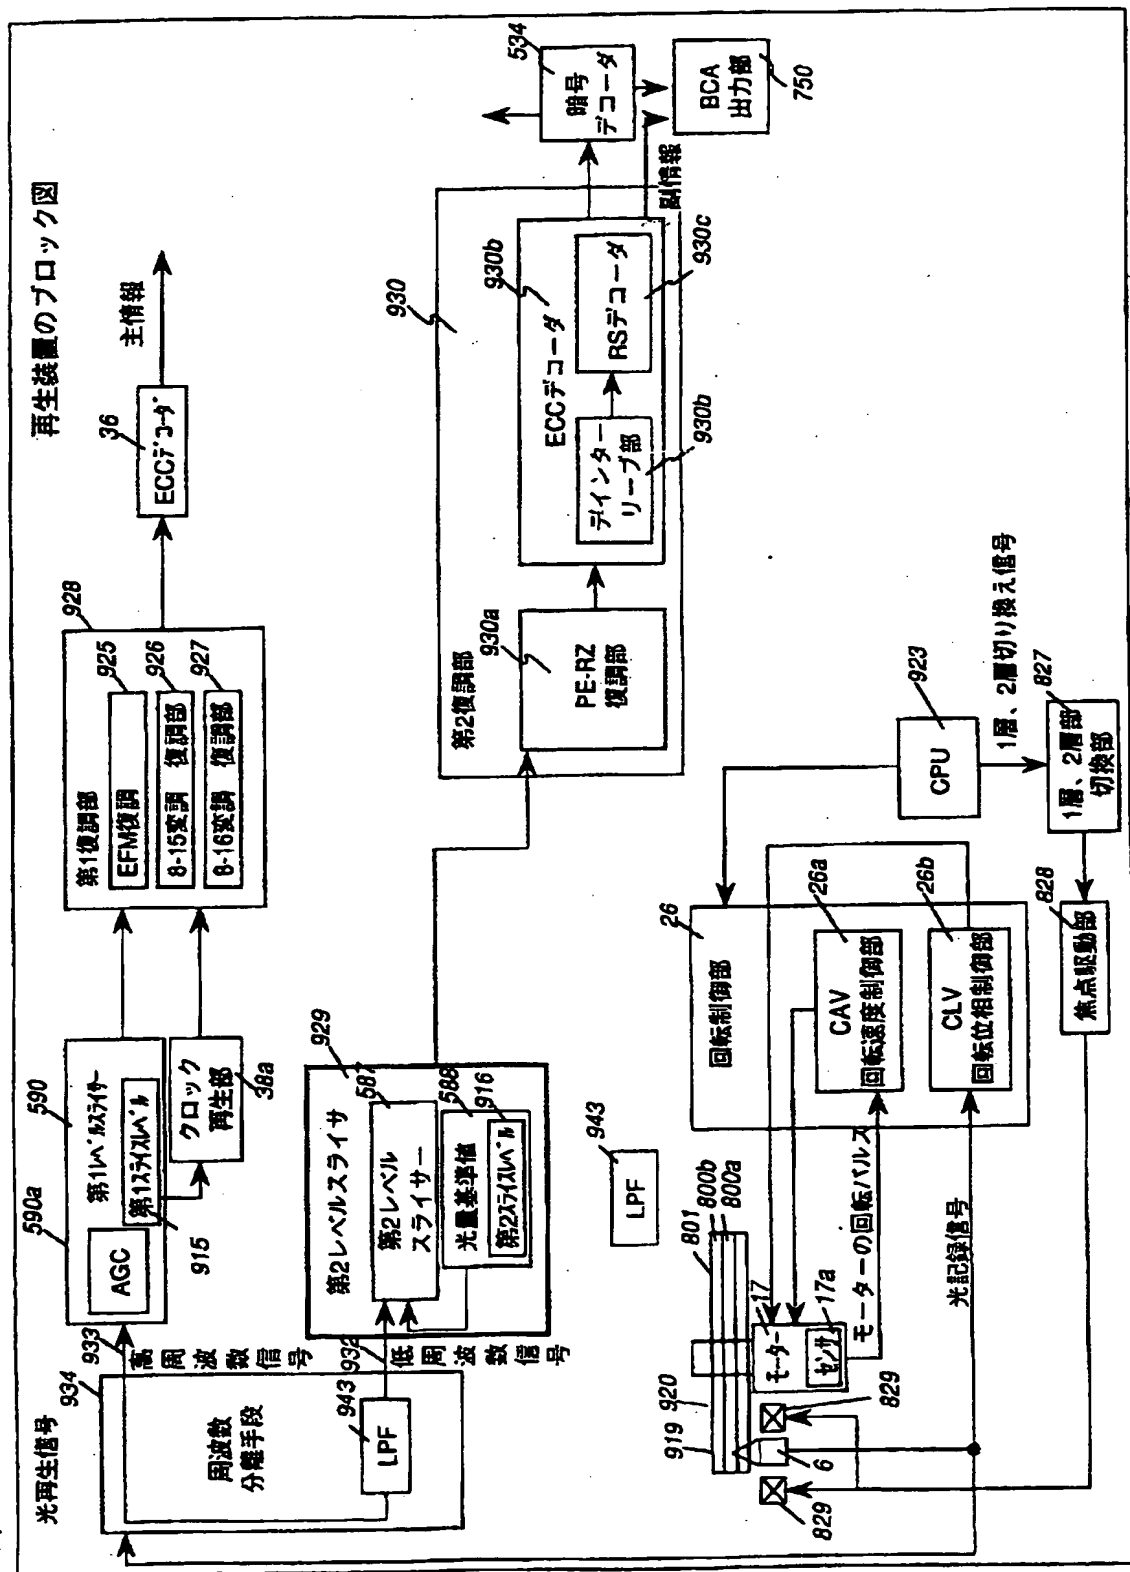 再生装置のブロック図
光再生信号
934
周波数
分離手段
943
LPF
933
高周波数信号
932
低周波数信号
590a
590
第1ﾚﾍﾞﾙスライサー
AGC
第1スライスﾚﾍﾞﾙ
915
クロック
再生部
38a
928
第1復調部
925
EFM復調
926
8-15変調 復調部
927
8-16変調 復調部
36
ECCﾃﾞｺｰﾀﾞ
主情報
929
第2レベルスライサ
587
第2レベル
スライサー
588
光量基準値
916
第2ｽﾗｲｽﾚﾍﾞﾙ
930
第2復調部
930a
PE-RZ
復調部
930b
ECCデコーダ
ディンター
リーブ部
930b
RSデコーダ
930c
副情報
534
暗号
デコーダ
BCA
出力部
750
943
LPF
919
920
801
800b
800a
モーター
17
センサ
17a
829
6
829
モーターの回転パルス
光記録信号
26
回転制御部
26a
CAV
回転速度制御部
26b
CLV
回転位相制御部
923
CPU
1層、2層切り換え信号
827
1層、2層部
切換部
828
焦点駆動部